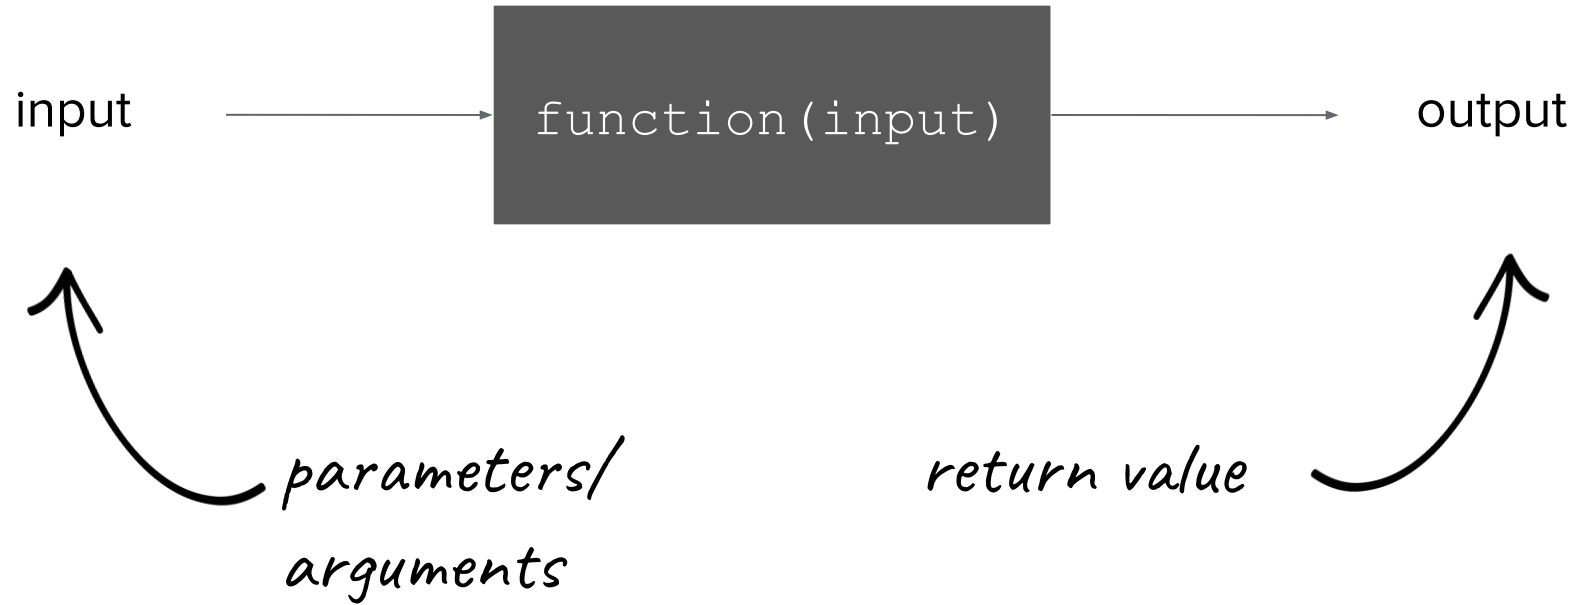 input
function(input)
output
parameters/
arguments
return value